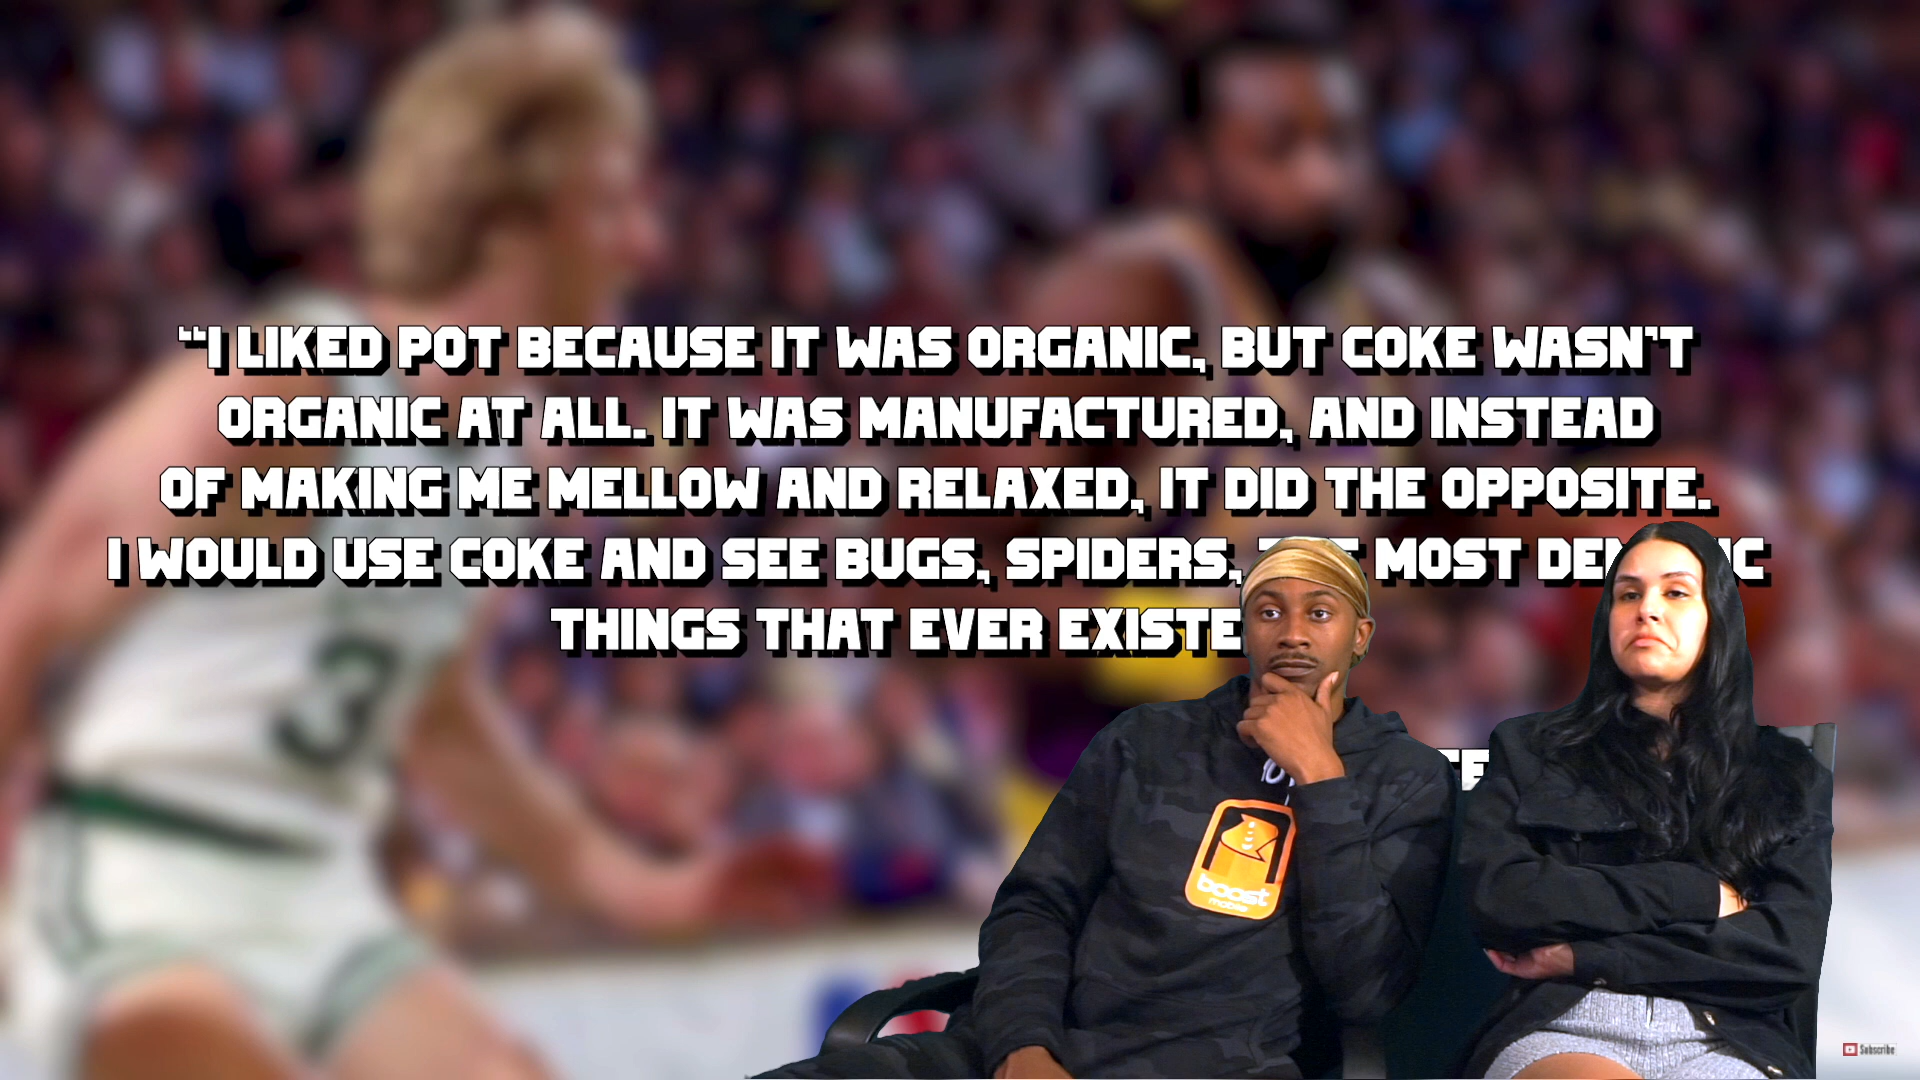 “I LIKED POT BECAUSE IT WAS ORGANIC, BUT COKE WASN'T
ORGANIC AT ALL. IT WAS MANUFACTURED, AND INSTEAD
OF MAKING ME MELLOW AND RELAXED, IT DID THE OPPOSITE.
I WOULD USE COKE AND SEE BUGS, SPIDERS, MOST
THINGS THAT EVER
3
boost
mobile
Subscribe